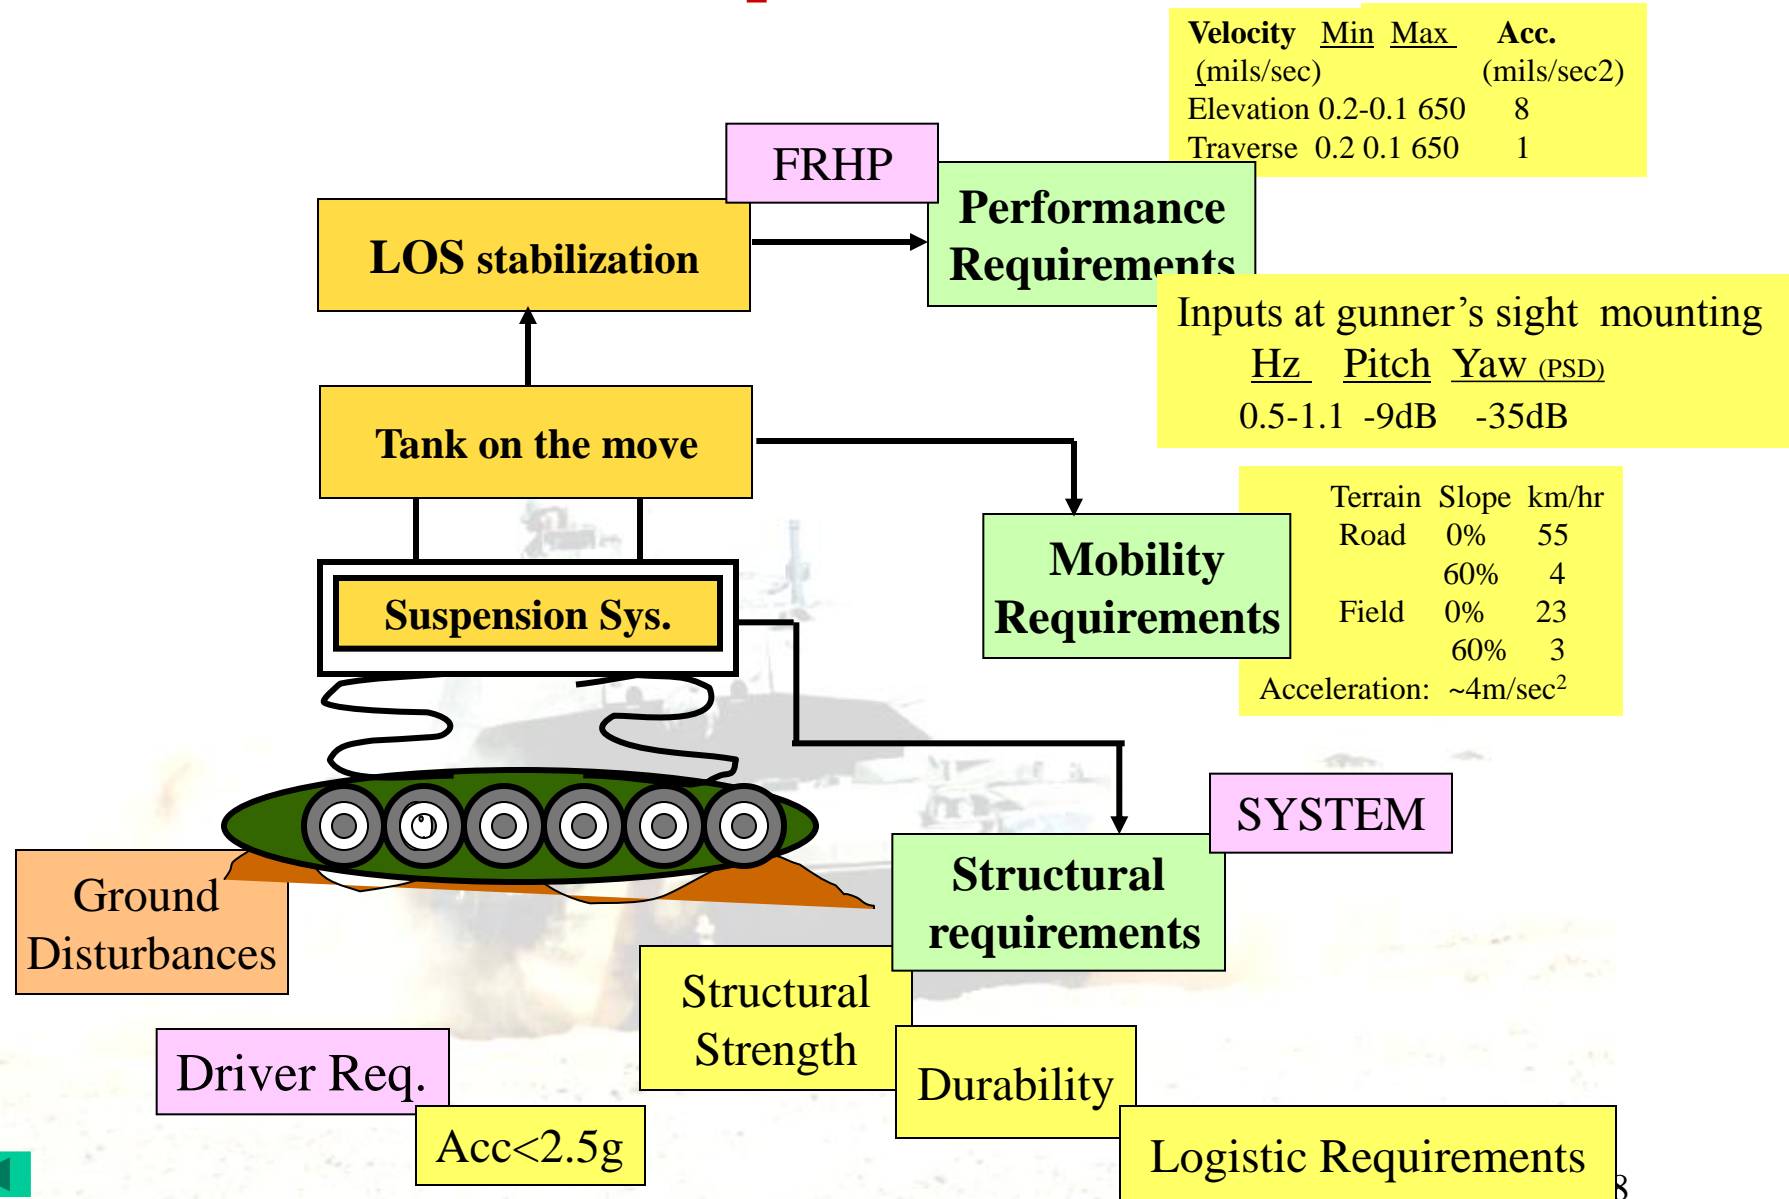 Velocity Min Max Acc.
(mils/sec) (mils/sec2)
Elevation 0.2-0.1 650 8
Traverse 0.2 0.1 650 1
FRHP
Performance
Requirements
LOS stabilization
Inputs at gunner's sight mounting
Hz Pitch Yaw (PSD)
0.5-1.1 -9dB -35dB
Tank on the move
Terrain Slope km/hr
Road 0% 55
60% 4
Field 0% 23
60% 3
Acceleration: ~4m/sec2
Mobility
Requirements
Suspension Sys.
SYSTEM
Structural
requirements
Ground
Disturbances
Structural
Strength
Driver Req.
Durability
Acc<2.5g
Logistic Requirements
8